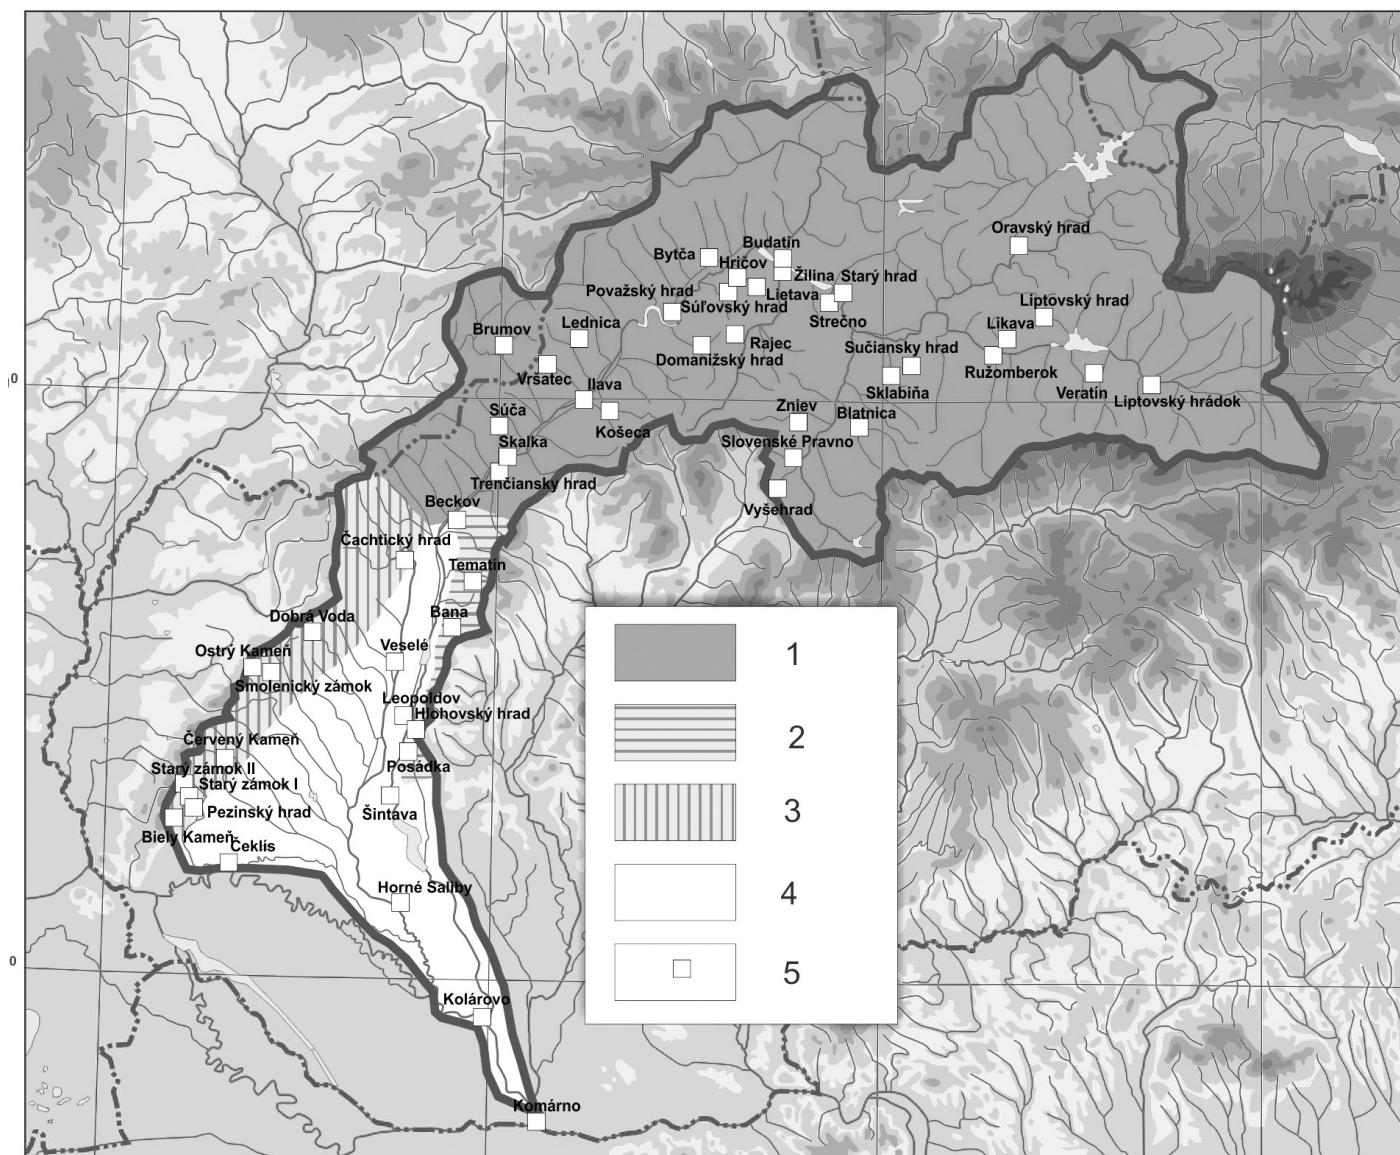 Oravský hrad
Budatín
Bytča
Hričov
Žilina
Starý hrad
Považský hrad
Lietava
Súľovský hrad
Liptovský hrad
Strečno
Lednica
Likava
Brumov
Rajec
Sučiansky hrad
Domanižský hrad
Ružomberok
Vršatec
Ilava
Sklabiňa
Veratín
Liptovský hrádok
0
Súča
Zniev
Blatnica
Košeca
Skalka
Slovenské Pravno
Trenčiansky hrad
Beckov
Vyšehrad
Čachtický hrad
Tematín
Bana
Dobrá Voda
Veselé
Ostrý Kameň
Smolenický zámok
Leopoldov
Hlohovský hrad
Červený Kameň
Posádka
Starý zámok II
Starý zámok I
Pezinský hrad
Šintava
Biely Kameň
Čeklís
Horné Saliby
0
Kolárovo
Komárno
1
2
3
4
5